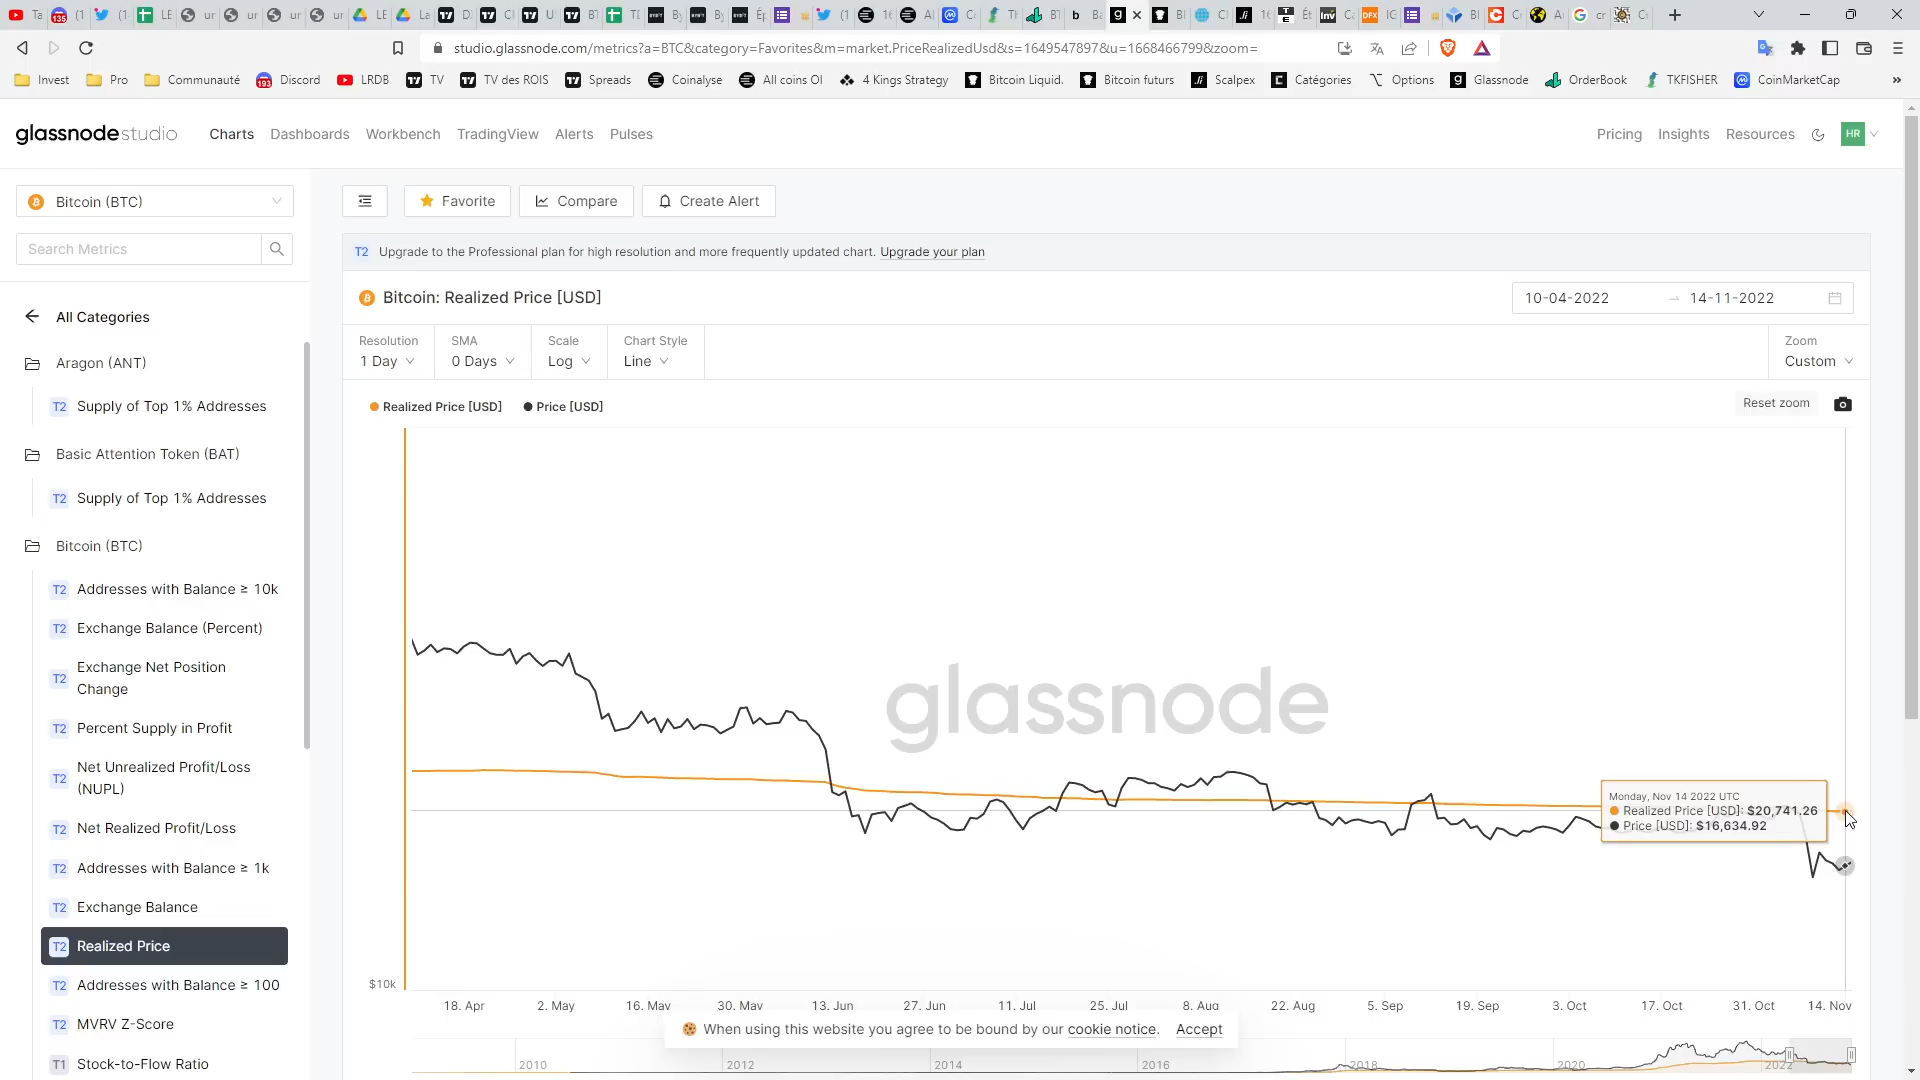 studio.glassnode.com/metrics?a=BTC&category=Favorites&m=market.PriceRealizedUsd&s=1649547897&u=1668466799&zoom=
Invest Pro Communauté Discord LRDB TV TV des ROIS Spreads Coinalyse All coins OI 4 Kings Strategy Bitcoin Liquid. Bitcoin futurs Scalpex Catégories Options Glassnode OrderBook TKFISHER CoinMarketCap »
glassnodestudio Charts Dashboards Workbench TradingView Alerts Pulses Pricing Insights Resources HR
Bitcoin (BTC)
Favorite Compare Create Alert
Search Metrics
T2 Upgrade to the Professional plan for high resolution and more frequently updated chart. Upgrade your plan
Bitcoin: Realized Price [USD] 10-04-2022 → 14-11-2022
All Categories
Resolution SMA Scale Chart Style Zoom
1 Day 0 Days Log Line Custom
Aragon (ANT)
T2 Supply of Top 1% Addresses
Basic Attention Token (BAT)
T2 Supply of Top 1% Addresses
Bitcoin (BTC)
T2 Addresses with Balance ≥ 10k
T2 Exchange Balance (Percent)
T2 Exchange Net Position
Change
T2 Percent Supply in Profit
T2 Net Unrealized Profit/Loss
(NUPL)
T2 Net Realized Profit/Loss
T2 Addresses with Balance ≥ 1k
T2 Exchange Balance
T2 Realized Price
T2 Addresses with Balance ≥ 100
T2 MVRV Z-Score
T1 Stock-to-Flow Ratio
Realized Price [USD] Price [USD] Reset zoom
glassnode
Monday, Nov 14 2022 UTC
Realized Price [USD]: $20,741.26
Price [USD]: $16,634.92
$10k
18. Apr 2. May 16. May 30. May 13. Jun 27. Jun 11. Jul 25. Jul 8. Aug 22. Aug 5. Sep 19. Sep 3. Oct 17. Oct 31. Oct 14. Nov
When using this website you agree to be bound by our cookie notice. Accept
2010 2012 2014 2016 2018 2020 2022